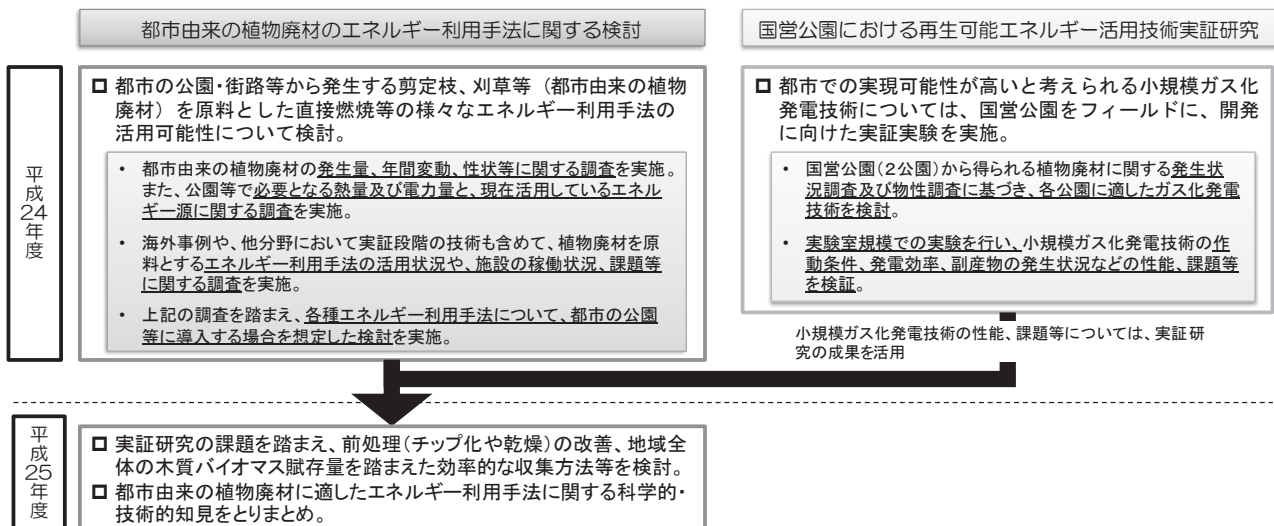 都市由来の植物廃材のエネルギー利用手法に関する検討
国営公園における再生可能エネルギー活用技術実証研究
平成24年度
都市の公園・街路等から発生する剪定枝、刈草等（都市由来の植物
廃材）を原料とした直接燃焼等の様々なエネルギー利用手法の
活用可能性について検討。
• 都市由来の植物廃材の発生量、年間変動、性状等に関する調査を実施。
また、公園等で必要となる熱量及び電力量と、現在活用しているエネル
ギー源に関する調査を実施。
• 海外事例や、他分野において実証段階の技術も含めて、植物廃材を原
料とするエネルギー利用手法の活用状況や、施設の稼働状況、課題等
に関する調査を実施。
• 上記の調査を踏まえ、各種エネルギー利用手法について、都市の公園
等に導入する場合を想定した検討を実施。
都市での実現可能性が高いと考えられる小規模ガス化
発電技術については、国営公園をフィールドに、開発
に向けた実証実験を実施。
• 国営公園（２公園）から得られる植物廃材に関する発生状
況調査及び物性調査に基づき、各公園に適したガス化発電
技術を検討。
• 実験室規模での実験を行い、小規模ガス化発電技術の作
動条件、発電効率、副産物の発生状況などの性能、課題等
を検証。
小規模ガス化発電技術の性能、課題等については、実証研
究の成果を活用
平成25年度
実証研究の課題を踏まえ、前処理（チップ化や乾燥）の改善、地域全
体の木質バイオマス賦存量を踏まえた効率的な収集方法等を検討。
都市由来の植物廃材に適したエネルギー利用手法に関する科学的・
技術的知見をとりまとめ。